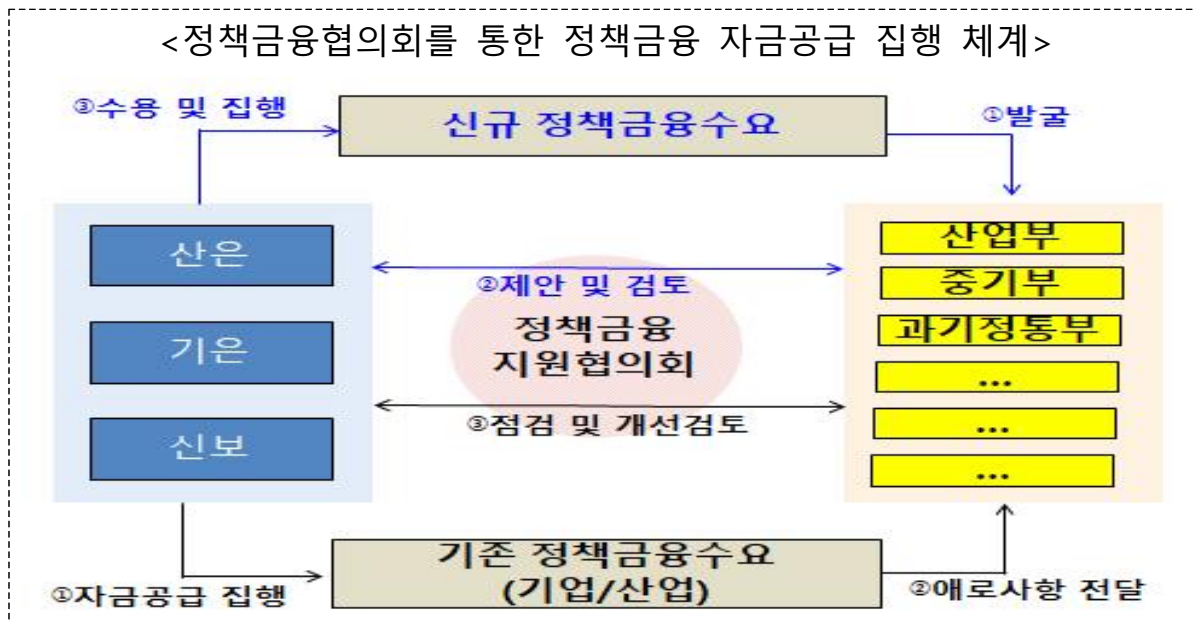 <정책금융협의회를 통한 정책금융 자금공급 집행 체계>
③수용 및 집행
신규 정책금융수요
①발굴
산은
기은
신보
②제안 및 검토
정책금융
지원협의회
③점검 및 개선검토
산업부
중기부
과기정통부
...
...
...
①자금공급 집행
기존 정책금융수요
(기업/산업)
②애로사항 전달